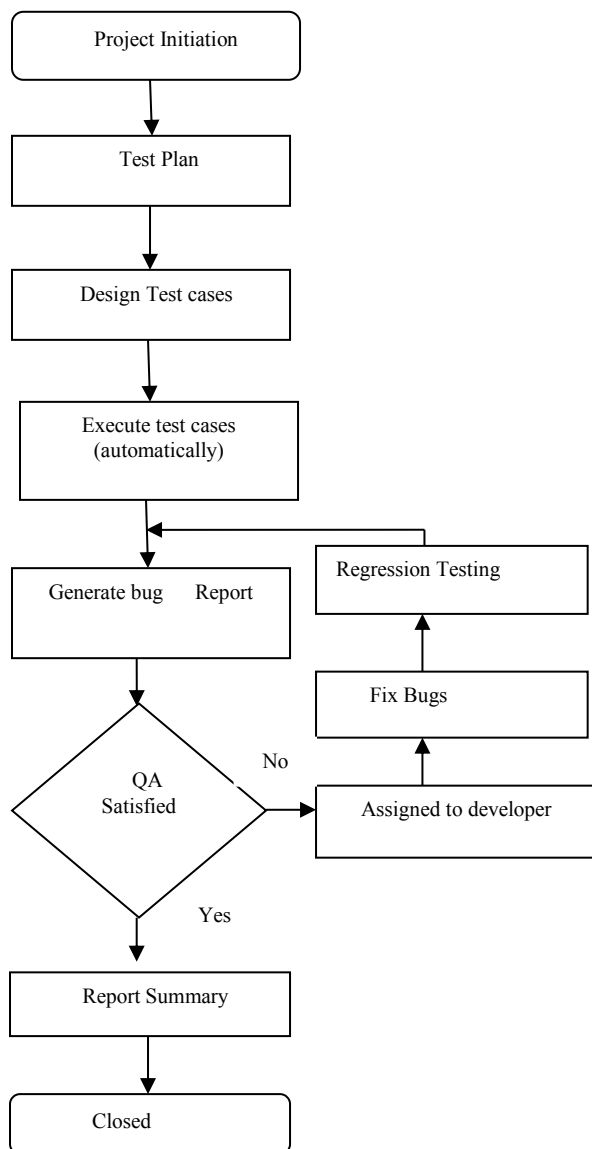 Project Initiation
Test Plan
Design Test cases
Execute test cases
(automatically)
Generate bug Report
Regression Testing
Fix Bugs
QA
Satisfied
No
Assigned to developer
Yes
Report Summary
Closed